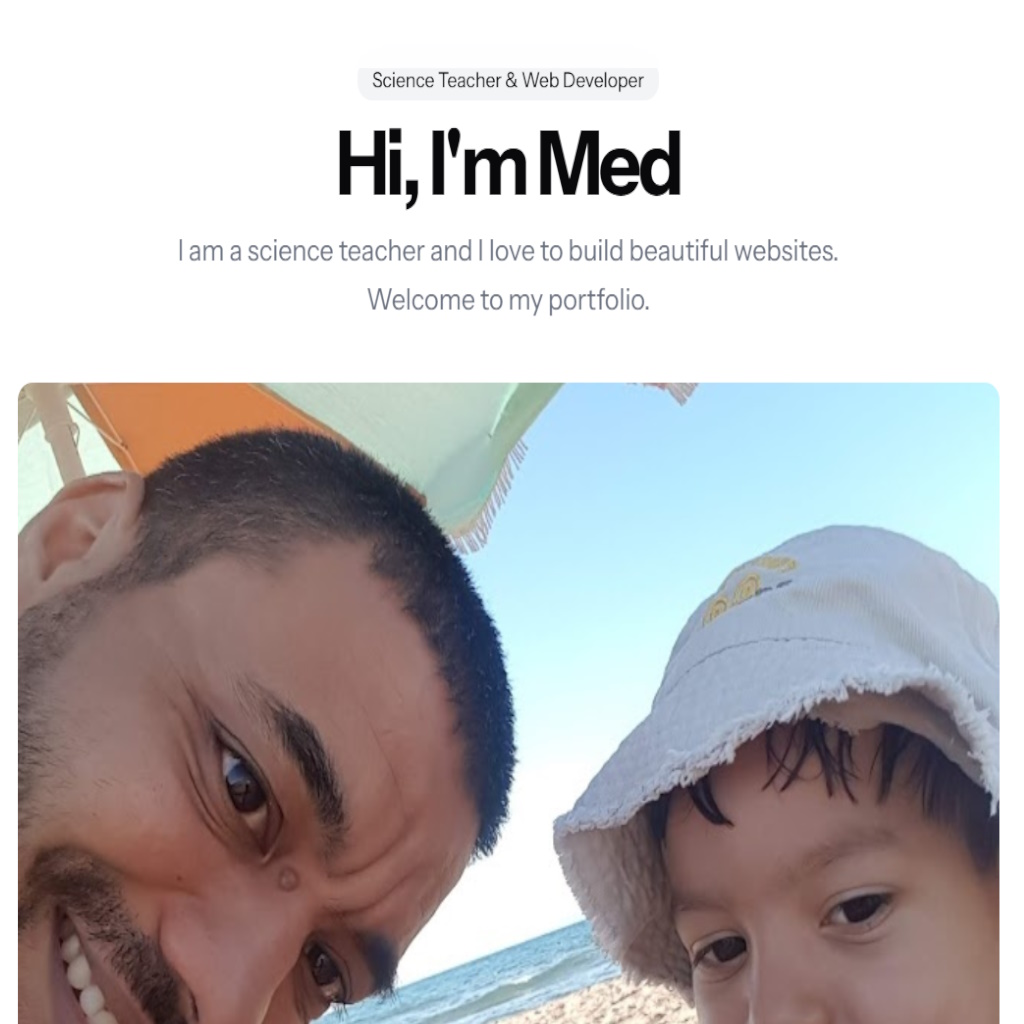 Science Teacher & Web Developer
Hi, I'm Med
I am a science teacher and I love to build beautiful websites.
Welcome to my portfolio.